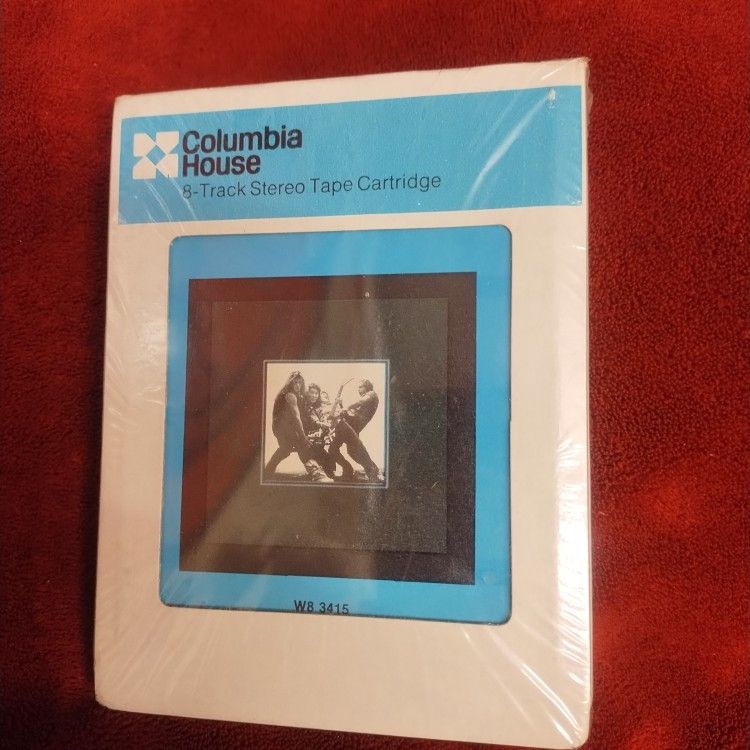 Columbia
House
8-Track Stereo Tape Cartridge
W8 3415